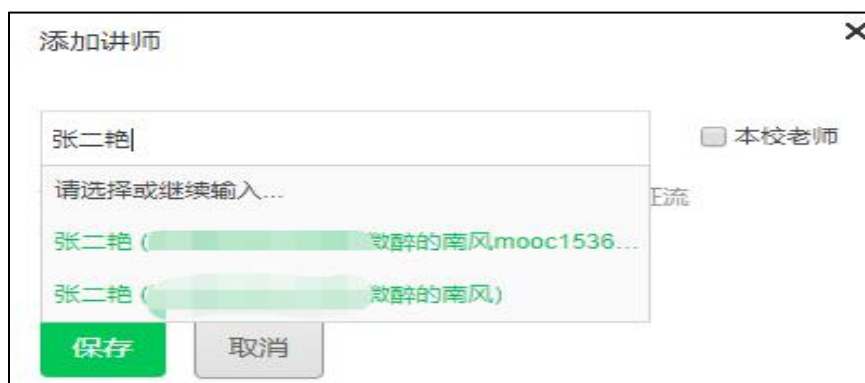 添加讲师
张二艳 本校老师
请选择或继续输入...
证流
张二艳 ( 微醉的南风mooc1536...
张二艳 ( 微醉的南风)
保存 取消